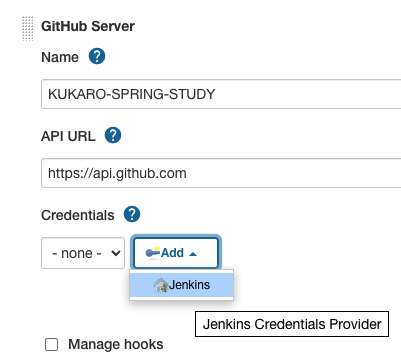 GitHub Server
Name ?
KUKARO-SPRING-STUDY
API URL ?
https://api.github.com
Credentials ?
- none - Add
Jenkins
Jenkins Credentials Provider
Manage hooks